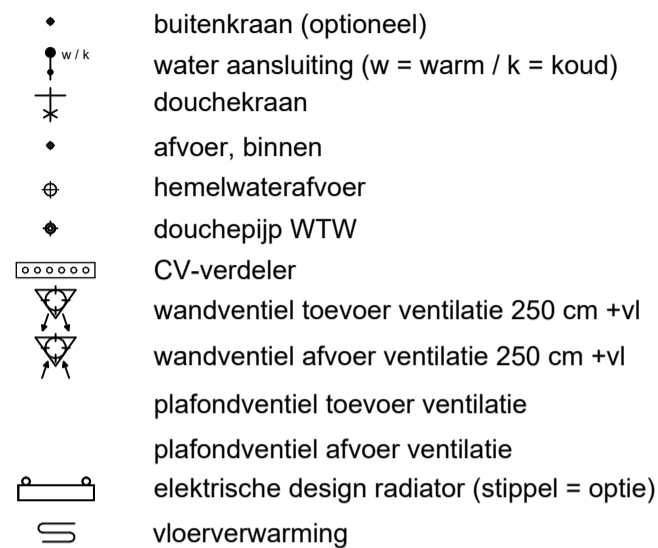 buitenkraan (optioneel)
w / k
water aansluiting (w = warm / k = koud)
douchekraan
afvoer, binnen
hemelwaterafvoer
douchepijp WTW
CV-verdeler
wandventiel toevoer ventilatie 250 cm +vl
wandventiel afvoer ventilatie 250 cm +vl
plafondventiel toevoer ventilatie
plafondventiel afvoer ventilatie
elektrische design radiator (stippel = optie)
vloerverwarming